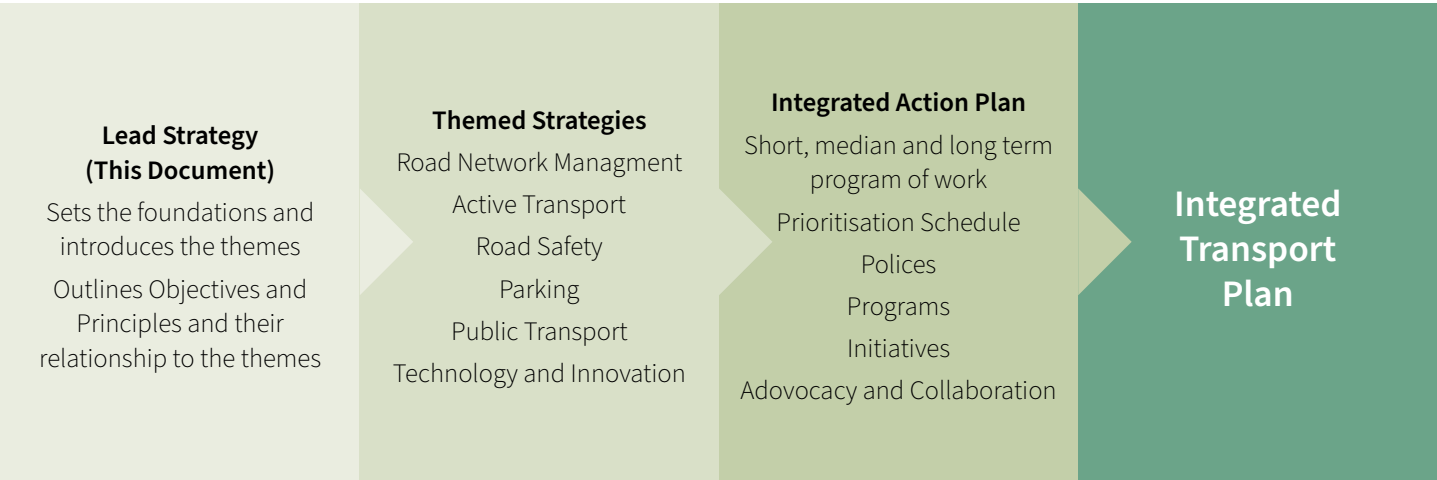 Lead Strategy
(This Document)
Sets the foundations and
introduces the themes
Outlines Objectives and
Principles and their
relationship to the themes
Themed Strategies
Road Network Managment
Active Transport
Road Safety
Parking
Public Transport
Technology and Innovation
Integrated Action Plan
Short, median and long term
program of work
Prioritisation Schedule
Polices
Programs
Initiatives
Adovocacy and Collaboration
Integrated
Transport
Plan